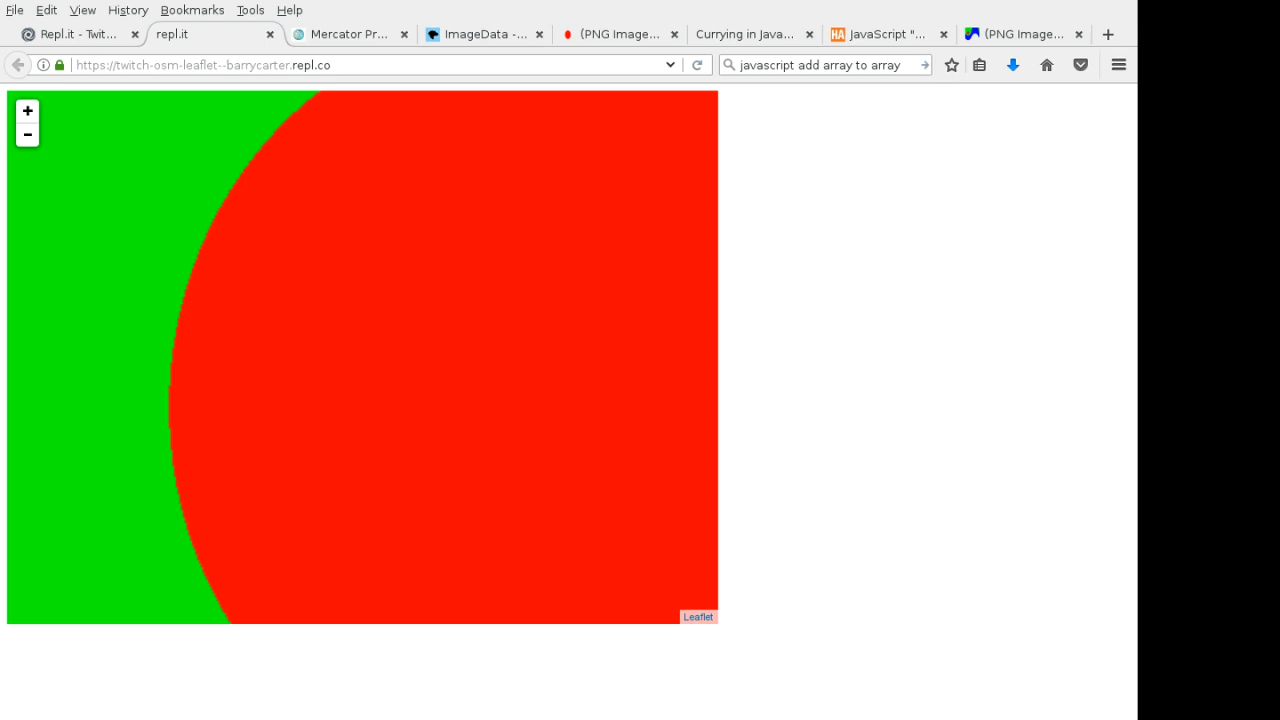 File Edit View History Bookmarks Tools Help
Repl.it - Twit... repl.it Mercator Pr... ImageData -... (PNG Image... Currying in Java... HA JavaScript "... (PNG Image...
https://twitch-osm-leaflet--barrycarter.repl.co javascript add array to array
+
-
Leaflet